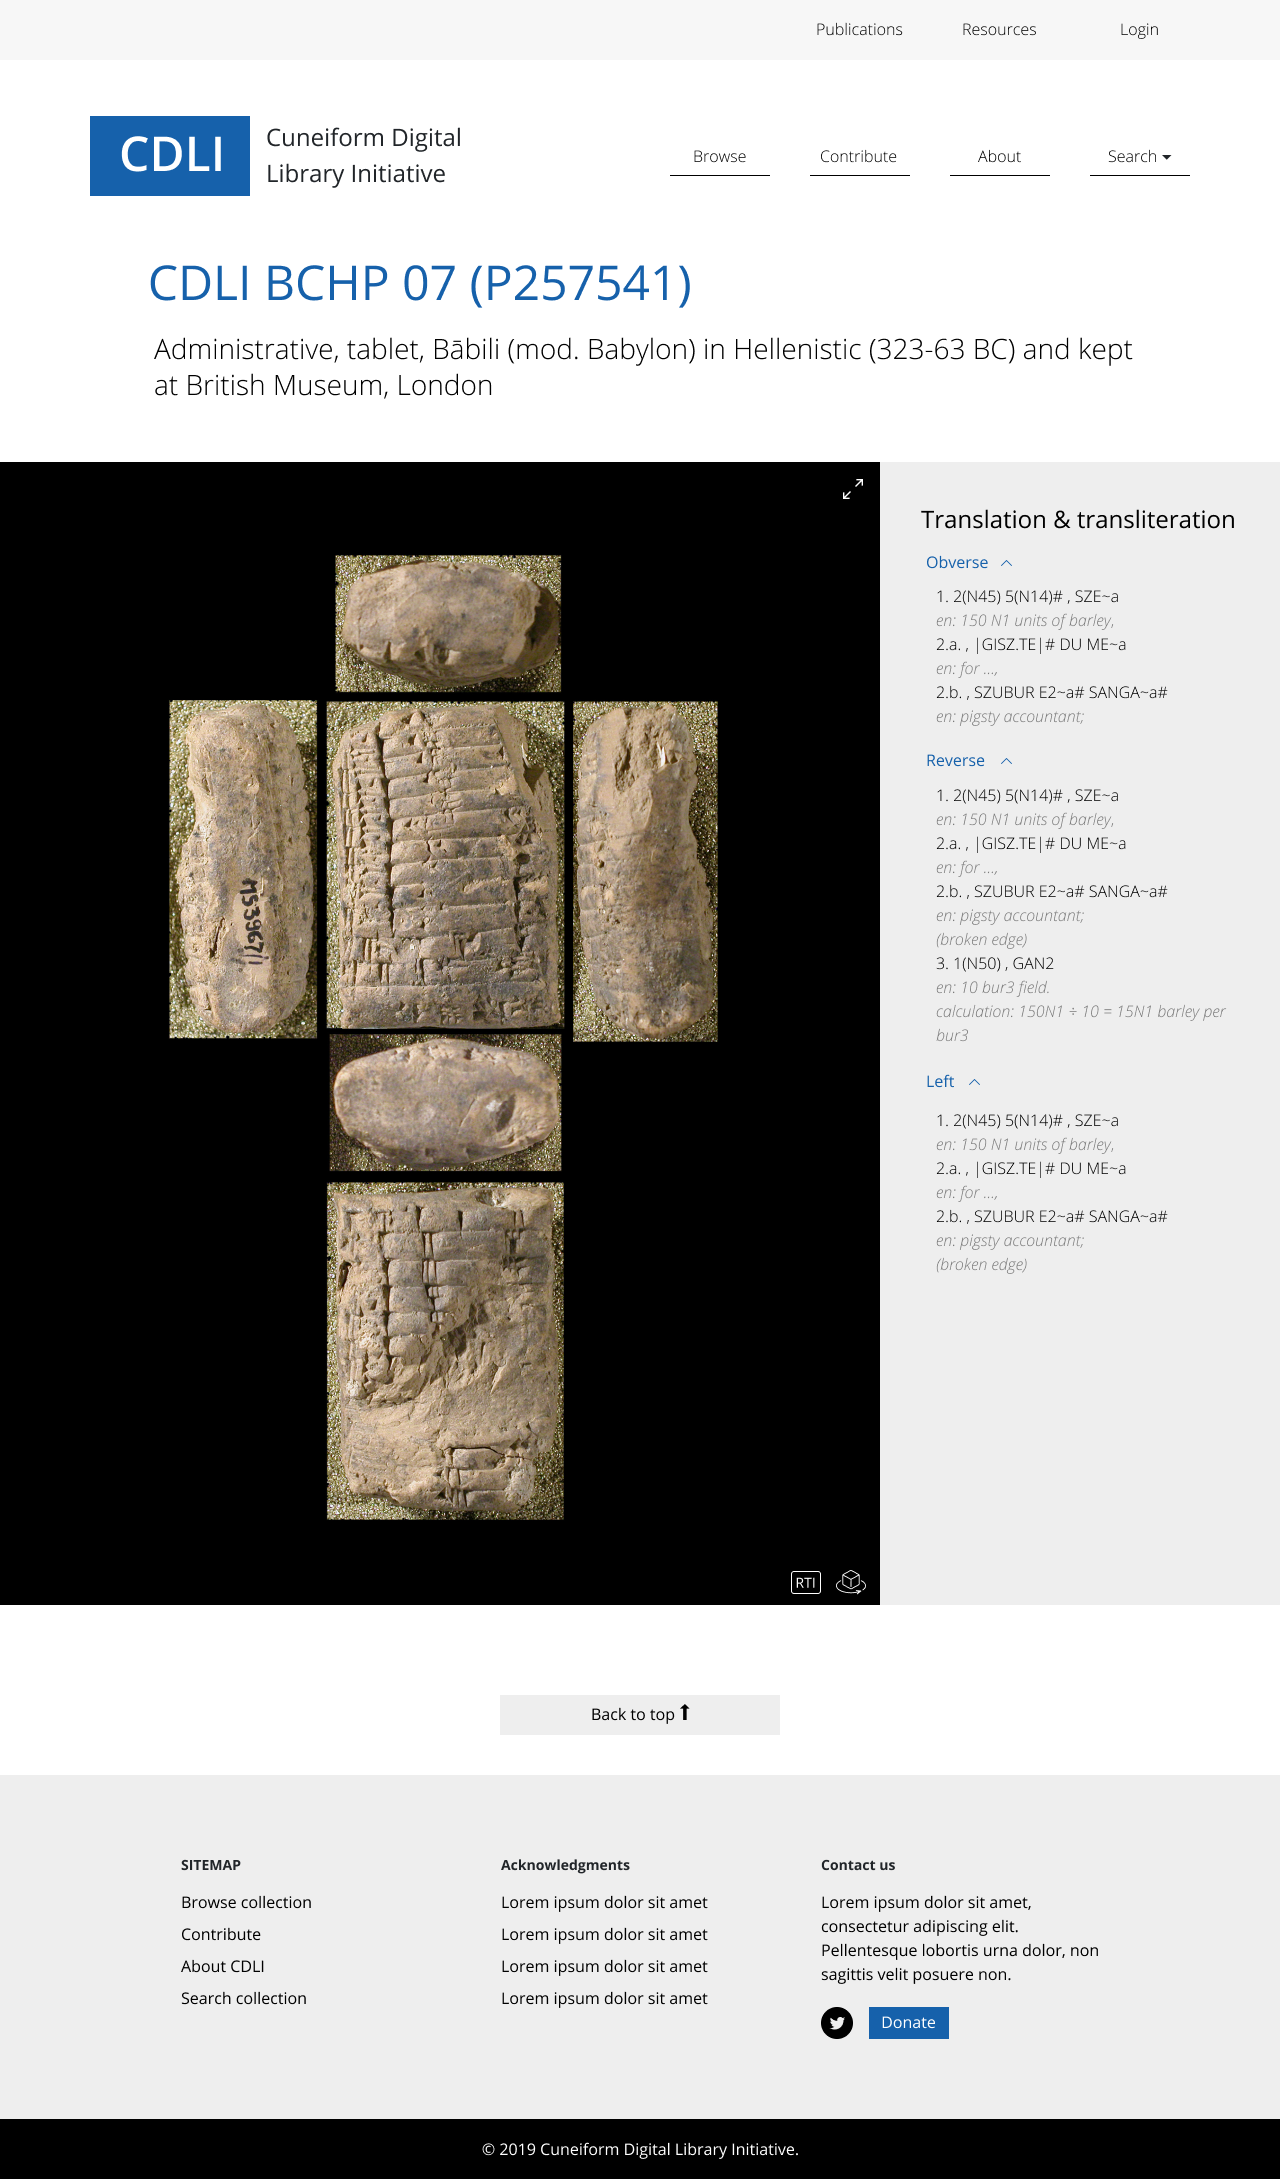 Publications Resources Login
CDLI
Cuneiform Digital
Library Initiative
Browse Contribute About Search
CDLI BCHP 07 (P257541)
Administrative, tablet, Bābili (mod. Babylon) in Hellenistic (323-63 BC) and kept
at British Museum, London
MS3967/1
RTI
Translation & transliteration
Obverse
1. 2(N45) 5(N14)# , SZE~a
en: 150 N1 units of barley,
2.a. , |GISZ.TE|# DU ME~a
en: for ...,
2.b. , SZUBUR E2~a# SANGA~a#
en: pigsty accountant;
Reverse
1. 2(N45) 5(N14)# , SZE~a
en: 150 N1 units of barley,
2.a. , |GISZ.TE|# DU ME~a
en: for ...,
2.b. , SZUBUR E2~a# SANGA~a#
en: pigsty accountant;
(broken edge)
3. 1(N50) , GAN2
en: 10 bur3 field.
calculation: 150N1 ÷ 10 = 15N1 barley per
bur3
Left
1. 2(N45) 5(N14)# , SZE~a
en: 150 N1 units of barley,
2.a. , |GISZ.TE|# DU ME~a
en: for ...,
2.b. , SZUBUR E2~a# SANGA~a#
en: pigsty accountant;
(broken edge)
Back to top
SITEMAP
Browse collection
Contribute
About CDLI
Search collection
Acknowledgments
Lorem ipsum dolor sit amet
Lorem ipsum dolor sit amet
Lorem ipsum dolor sit amet
Lorem ipsum dolor sit amet
Contact us
Lorem ipsum dolor sit amet,
consectetur adipiscing elit.
Pellentesque lobortis urna dolor, non
sagittis velit posuere non.
Donate
© 2019 Cuneiform Digital Library Initiative.